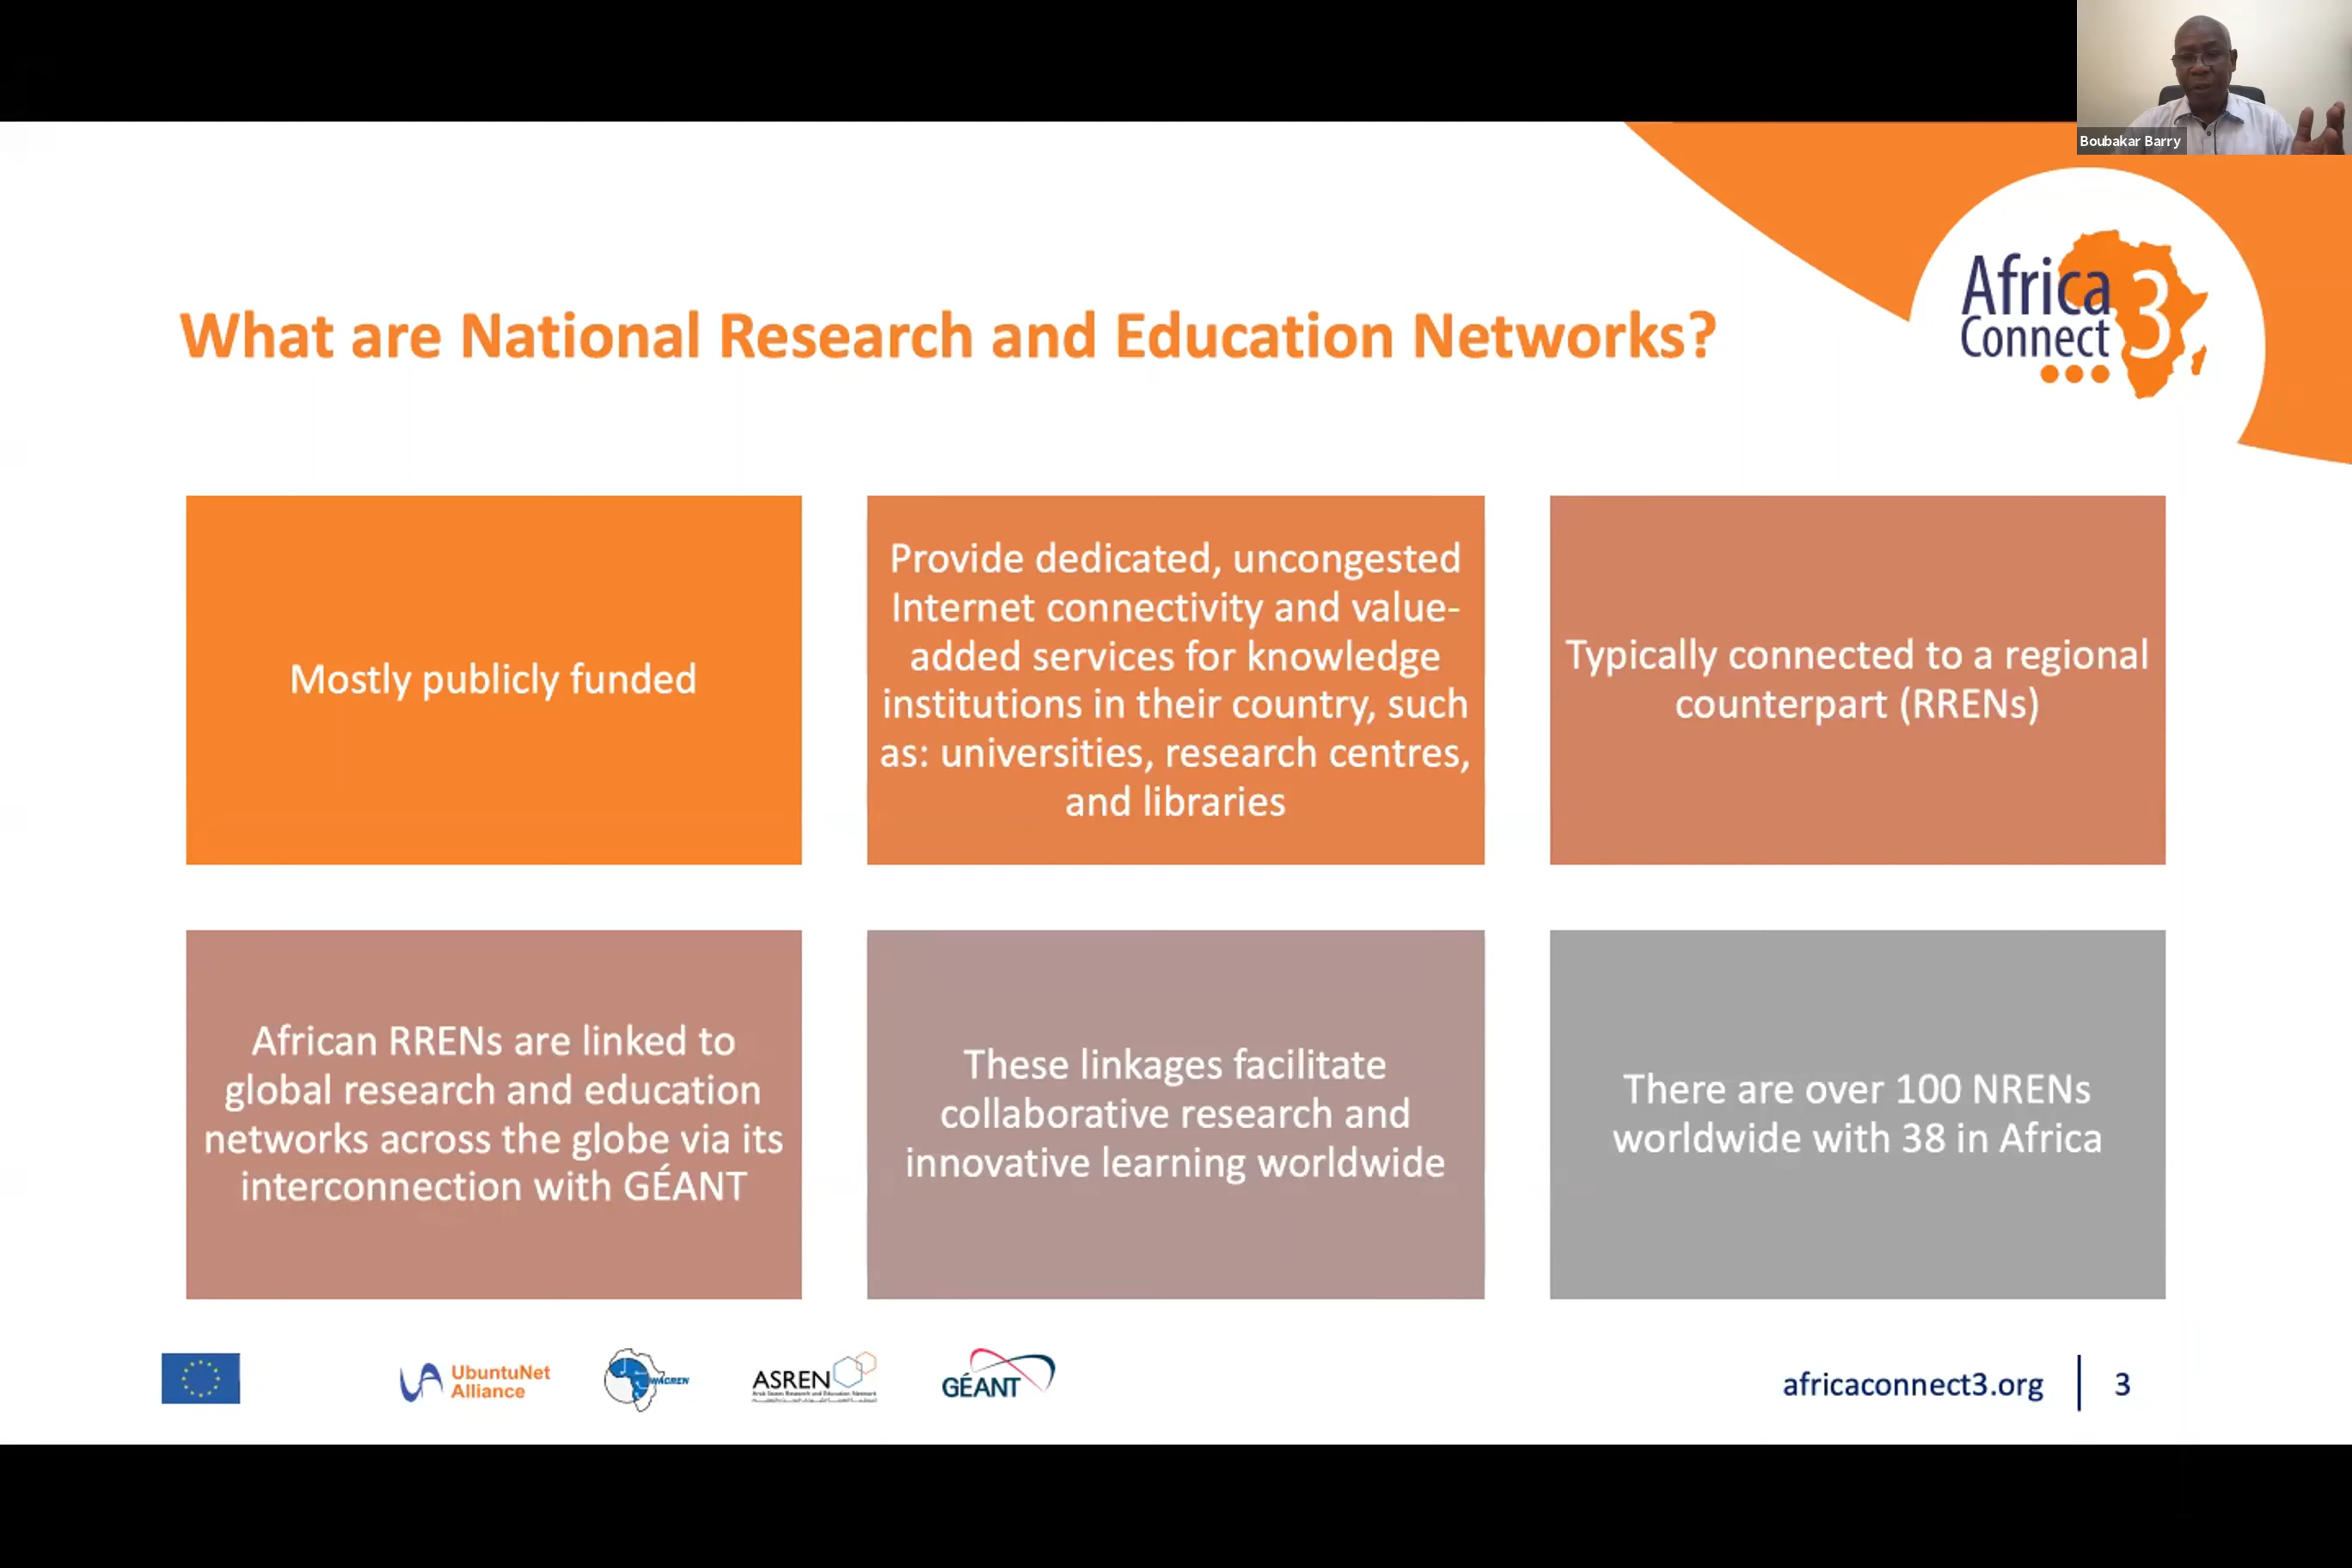 Boubakar Barry
Africa
Connect 3
What are National Research and Education Networks?
Mostly publicly funded
Provide dedicated, uncongested
Internet connectivity and value-
added services for knowledge
institutions in their country, such
as: universities, research centres,
and libraries
Typically connected to a regional
counterpart (RRENs)
African RRENs are linked to
global research and education
networks across the globe via its
interconnection with GÉANT
These linkages facilitate
collaborative research and
innovative learning worldwide
There are over 100 NRENs
worldwide with 38 in Africa
UbuntuNet
Alliance
WACREN
ASREN
Arab States Research and Education Network
GÉANT
africaconnect3.org
3